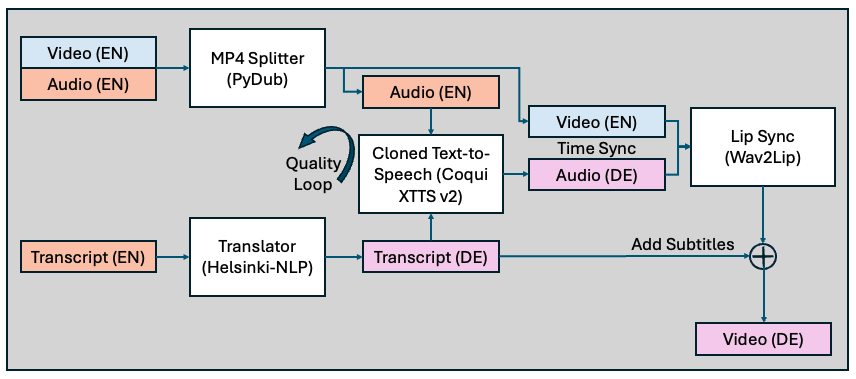 Video (EN)
Audio (EN)
MP4 Splitter
(PyDub)
Audio (EN)
Video (EN)
Time Sync
Audio (DE)
Lip Sync
(Wav2Lip)
Quality
Loop
Cloned Text-to-
Speech (Coqui
XTTS v2)
Transcript (EN)
Translator
(Helsinki-NLP)
Transcript (DE)
Add Subtitles
Video (DE)